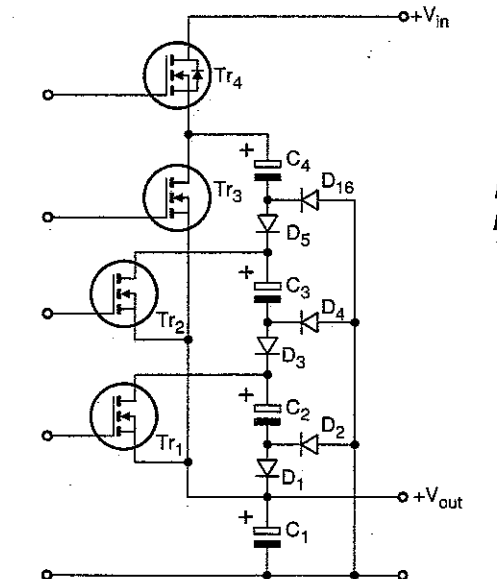 +Vin
Tr4
+ C4
Tr3
D16
D5
+ C3
Tr2
D4
D3
+ C2
Tr1
D2
D1
+Vout
+ C1